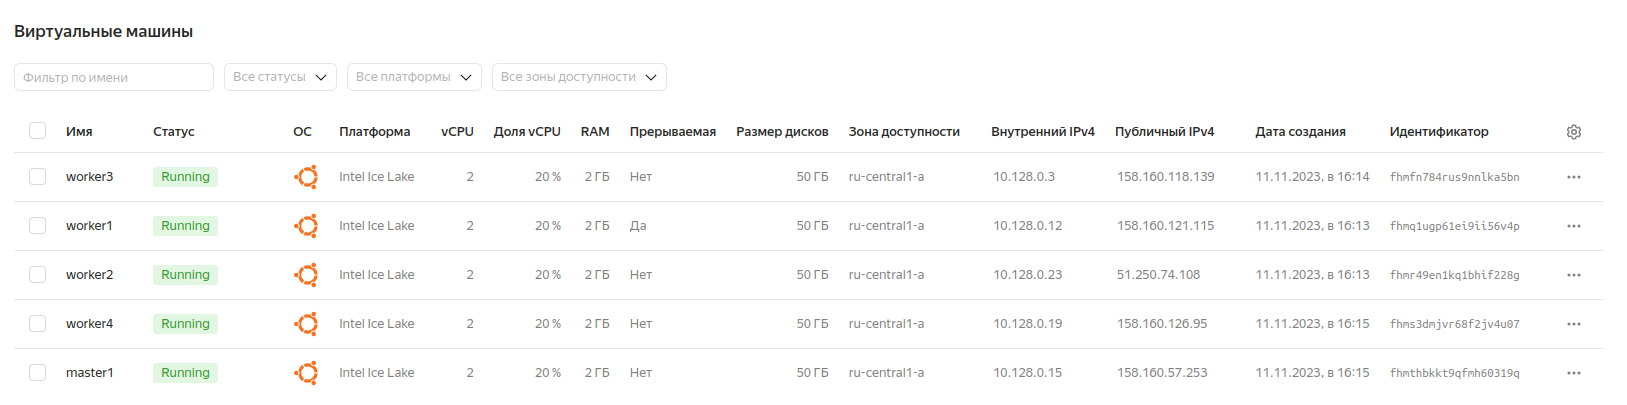 Виртуальные машины
Фильтр по имени Все статусы Все платформы Все зоны доступности
Имя Статус ОС Платформа vCPU Доля vCPU RAM Прерываемая Размер дисков Зона доступности Внутренний IPv4 Публичный IPv4 Дата создания Идентификатор
worker3 Running Intel Ice Lake 2 20 % 2 ГБ Нет 50 ГБ ru-central1-a 10.128.0.3 158.160.118.139 11.11.2023, в 16:14 fhmfn784rus9nnlka5bn
worker1 Running Intel Ice Lake 2 20 % 2 ГБ Да 50 ГБ ru-central1-a 10.128.0.12 158.160.121.115 11.11.2023, в 16:13 fhmq1ugp61ei9ii56v4p
worker2 Running Intel Ice Lake 2 20 % 2 ГБ Нет 50 ГБ ru-central1-a 10.128.0.23 51.250.74.108 11.11.2023, в 16:13 fhmr49en1kq1bhif228g
worker4 Running Intel Ice Lake 2 20 % 2 ГБ Нет 50 ГБ ru-central1-a 10.128.0.19 158.160.126.95 11.11.2023, в 16:15 fhms3dmjvr68f2jv4u07
master1 Running Intel Ice Lake 2 20 % 2 ГБ Нет 50 ГБ ru-central1-a 10.128.0.15 158.160.57.253 11.11.2023, в 16:15 fhmthbkkt9qfmh60319q